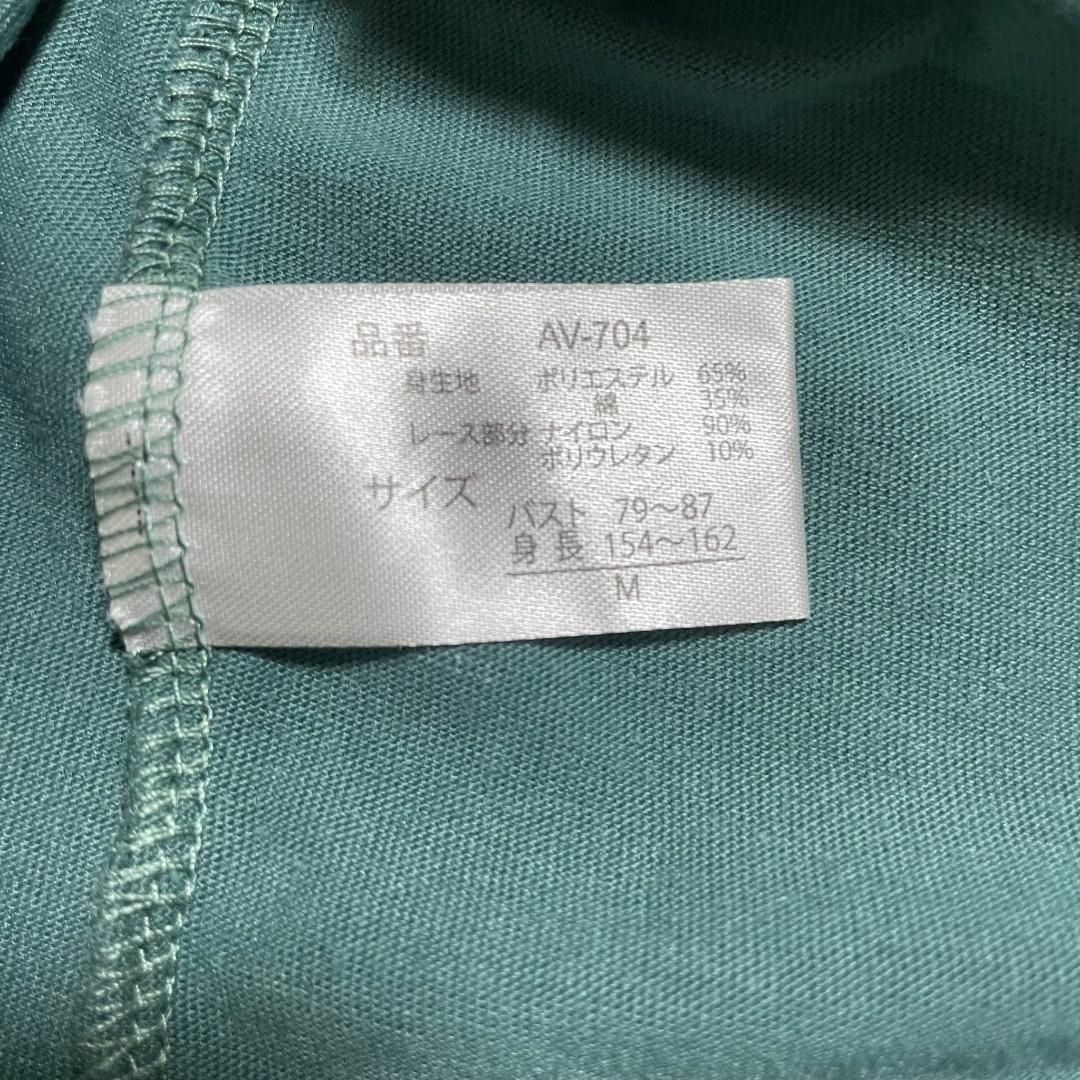 品番 AV-704
身生地 ポリエステル 65%
綿 35%
レース部分 ナイロン 90%
ポリウレタン 10%
サイズ バスト 79～87
身長 154～162
M